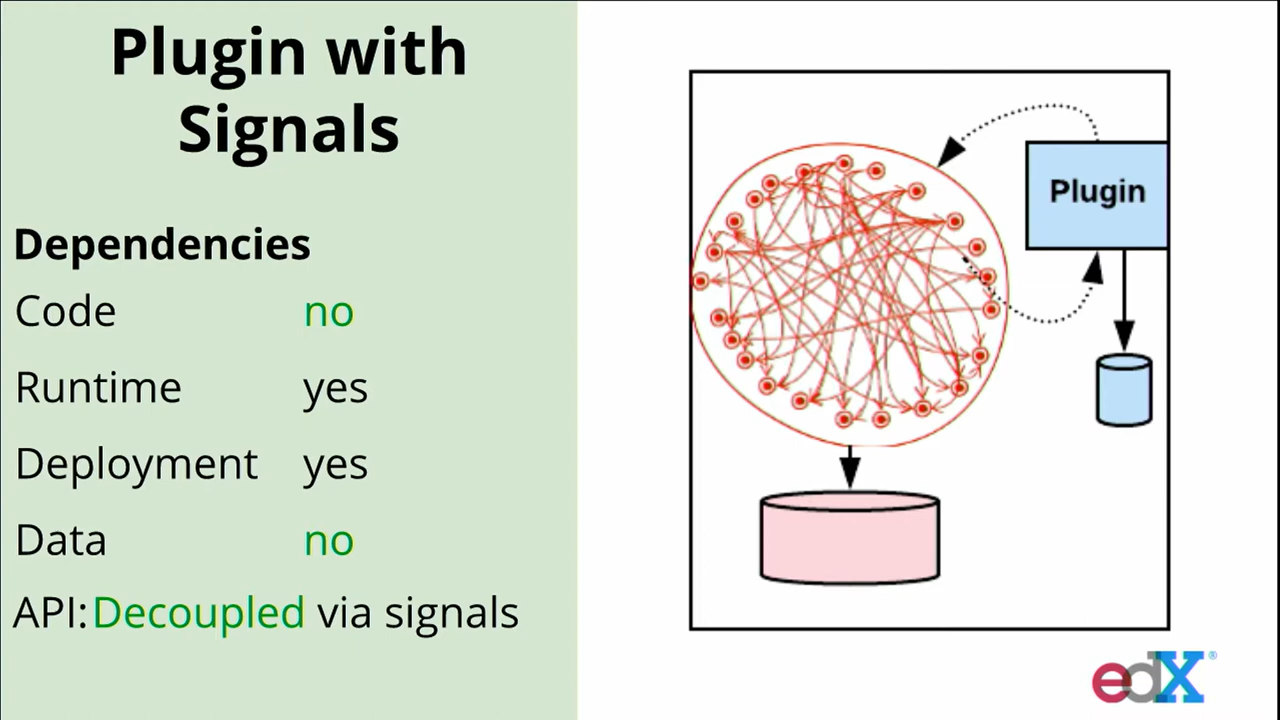 Plugin with
Signals
Dependencies
Code no
Runtime yes
Deployment yes
Data no
API: Decoupled via signals
Plugin
edX®